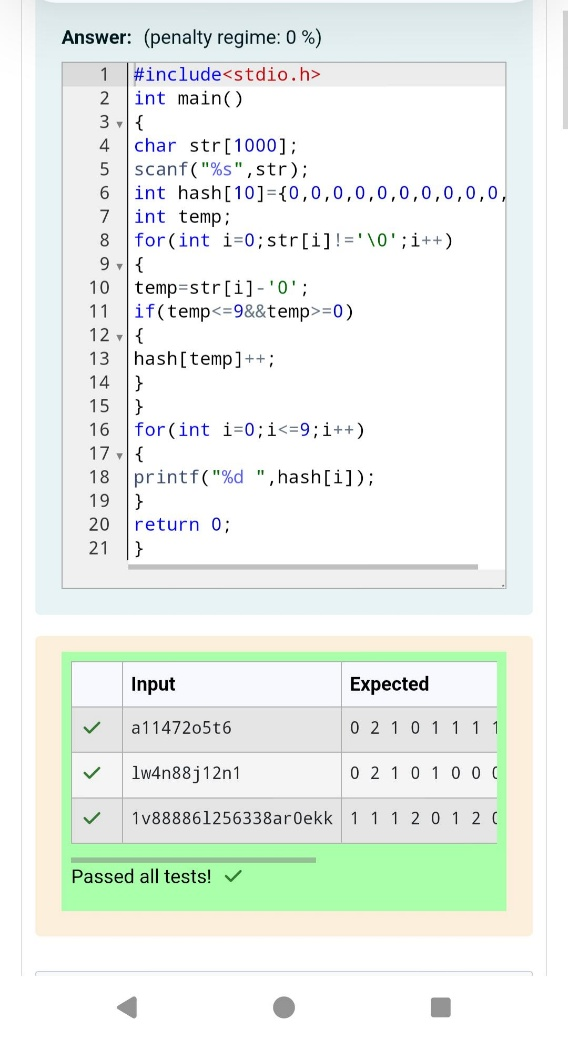 Answer: (penalty regime: 0 %)
1 #include<stdio.h>
2 int main()
3 {
4 char str[1000];
5 scanf("%s",str);
6 int hash[10]={0,0,0,0,0,0,0,0,0,0,
7 int temp;
8 for(int i=0;str[i]!='\0';i++)
9 {
10 temp=str[i]-'0';
11 if(temp<=9&&temp>=0)
12 {
13 hash[temp]++;
14 }
15 }
16 for(int i=0;i<=9;i++)
17 {
18 printf("%d ",hash[i]);
19 }
20 return 0;
21 }
Input Expected
a11472o5t6 0 2 1 0 1 1 1 1
lw4n88j12n1 0 2 1 0 1 0 0 0
1v88886l256338ar0ekk 1 1 1 2 0 1 2 0
Passed all tests!